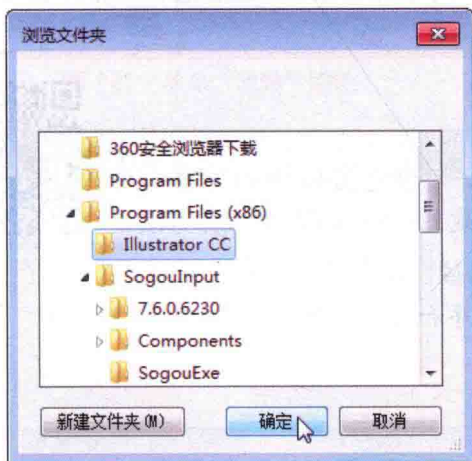 浏览文件夹
360安全浏览器下载
Program Files
Program Files (x86)
Illustrator CC
SogouInput
7.6.0.6230
Components
SogouExe
新建文件夹(M)
确定
取消